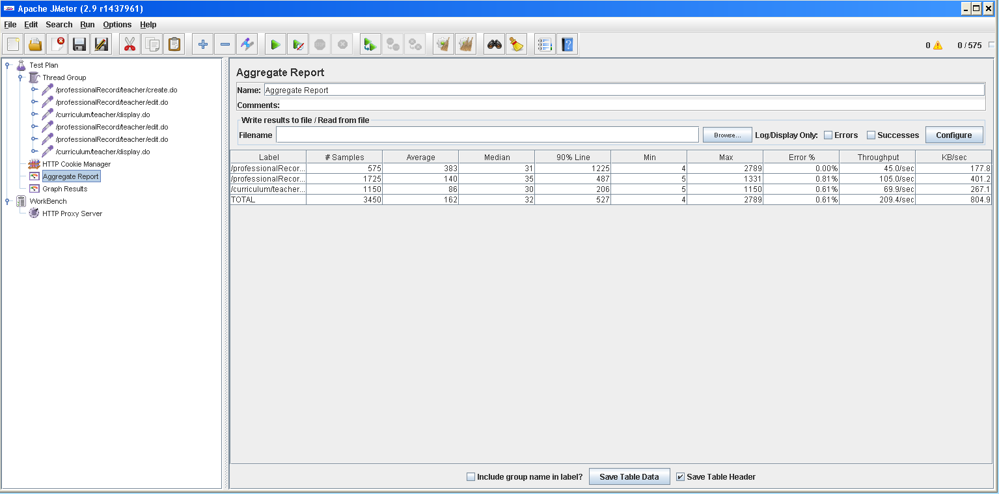 Apache JMeter (2.9 r1437961)
File Edit Search Run Options Help
0 0 / 575
Test Plan
Thread Group
/professionalRecord/teacher/create.do
/professionalRecord/teacher/edit.do
/curriculum/teacher/display.do
/professionalRecord/teacher/edit.do
/professionalRecord/teacher/edit.do
/curriculum/teacher/display.do
HTTP Cookie Manager
Aggregate Report
Graph Results
WorkBench
HTTP Proxy Server
Aggregate Report
Name: Aggregate Report
Comments:
Write results to file / Read from file
Filename Browse... Log/Display Only: Errors Successes Configure
Label # Samples Average Median 90% Line Min Max Error % Throughput KB/sec
/professionalRecor... 575 383 31 1225 4 2789 0.00% 45.0/sec 177.8
/professionalRecor... 1725 140 35 487 5 1331 0.81% 105.0/sec 401.2
/curriculum/teacher... 1150 86 30 206 5 1150 0.61% 69.9/sec 267.1
TOTAL 3450 162 32 527 4 2789 0.61% 209.4/sec 804.9
Include group name in label? Save Table Data Save Table Header